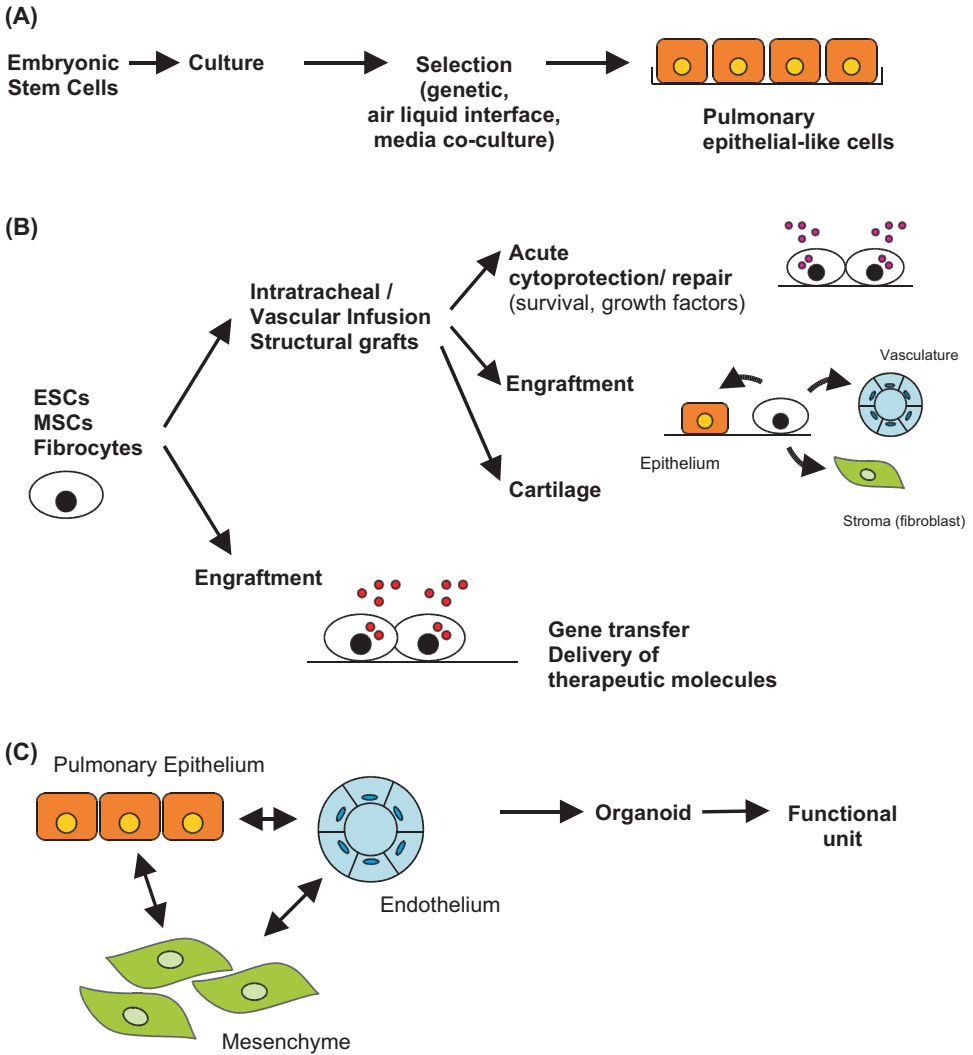 (A)
Embryonic
Stem Cells
Culture
Selection
(genetic,
air liquid interface,
media co-culture)
Pulmonary
epithelial-like cells
(B)
ESCs
MSCs
Fibrocytes
Intratracheal /
Vascular Infusion
Structural grafts
Acute
cytoprotection/ repair
(survival, growth factors)
Engraftment
Vasculature
Epithelium
Stroma (fibroblast)
Cartilage
Engraftment
Gene transfer
Delivery of
therapeutic molecules
(C)
Pulmonary Epithelium
Endothelium
Mesenchyme
Organoid
Functional
unit